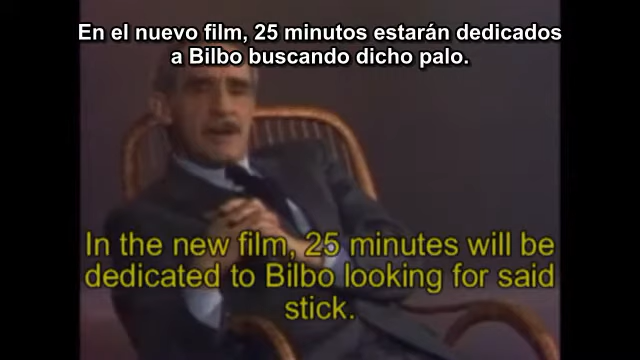 En el nuevo film, 25 minutos estarán dedicados
a Bilbo buscando dicho palo.
In the new film, 25 minutes will be
dedicated to Bilbo looking for said
stick.